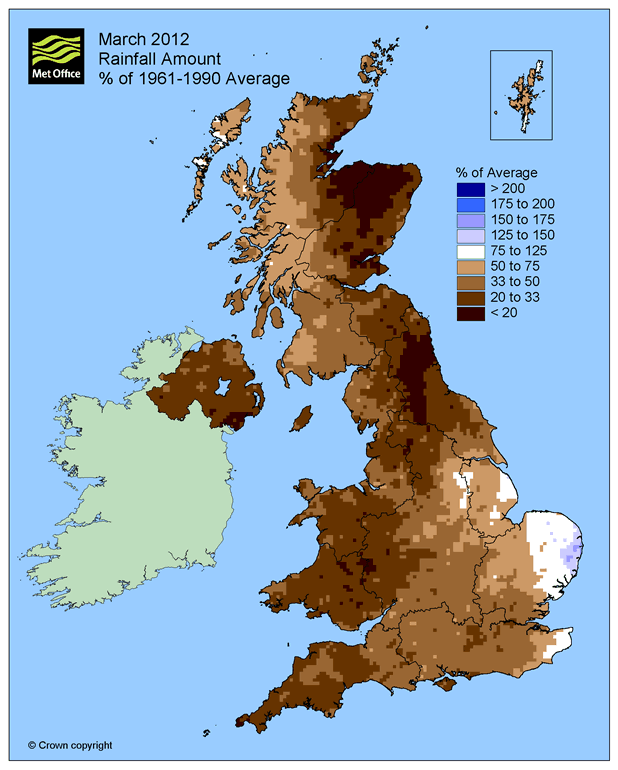 Met Office
March 2012
Rainfall Amount
% of 1961-1990 Average
% of Average
> 200
175 to 200
150 to 175
125 to 150
75 to 125
50 to 75
33 to 50
20 to 33
< 20
© Crown copyright